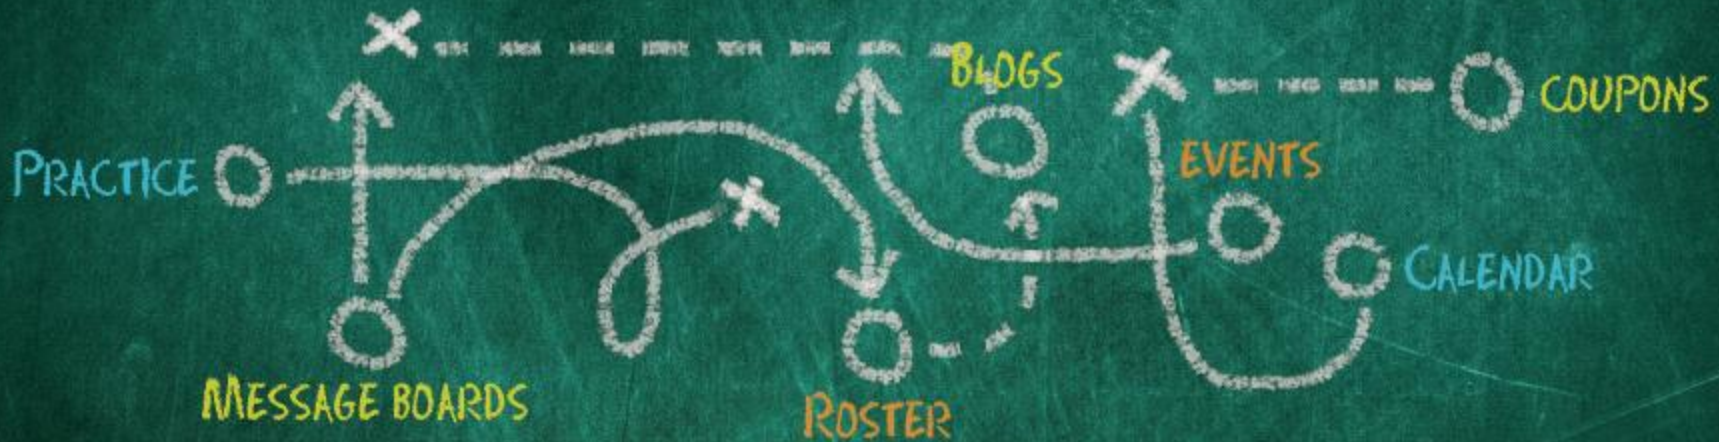 BLOGS
COUPONS
PRACTICE
EVENTS
CALENDAR
MESSAGE BOARDS
ROSTER